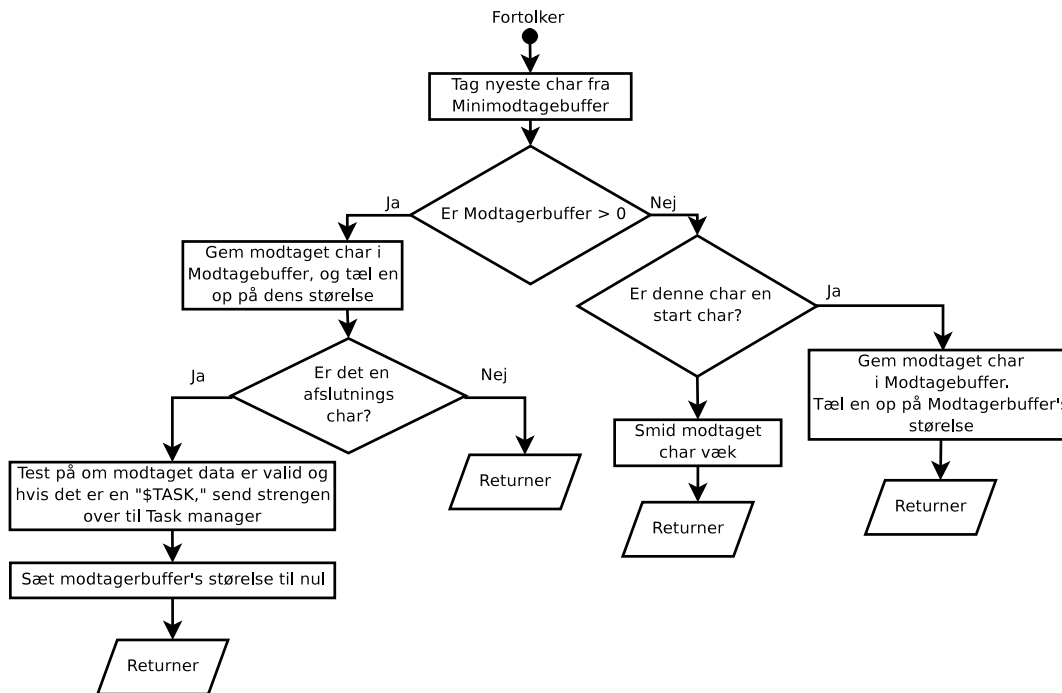 Fortolker
Tag nyeste char fra
Minimodtagebuffer
Er Modtagerbuffer > 0
Ja
Nej
Gem modtaget char i
Modtagebuffer, og tæl en
op på dens størelse
Er denne char en
start char?
Ja
Er det en
afslutnings
char?
Ja
Nej
Gem modtaget char
i Modtagebuffer.
Tæl en op på Modtagerbuffer's
størelse
Smid modtaget
char væk
Test på om modtaget data er valid og
hvis det er en "$TASK," send strengen
over til Task manager
Returner
Returner
Returner
Sæt modtagerbuffer's størelse til nul
Returner